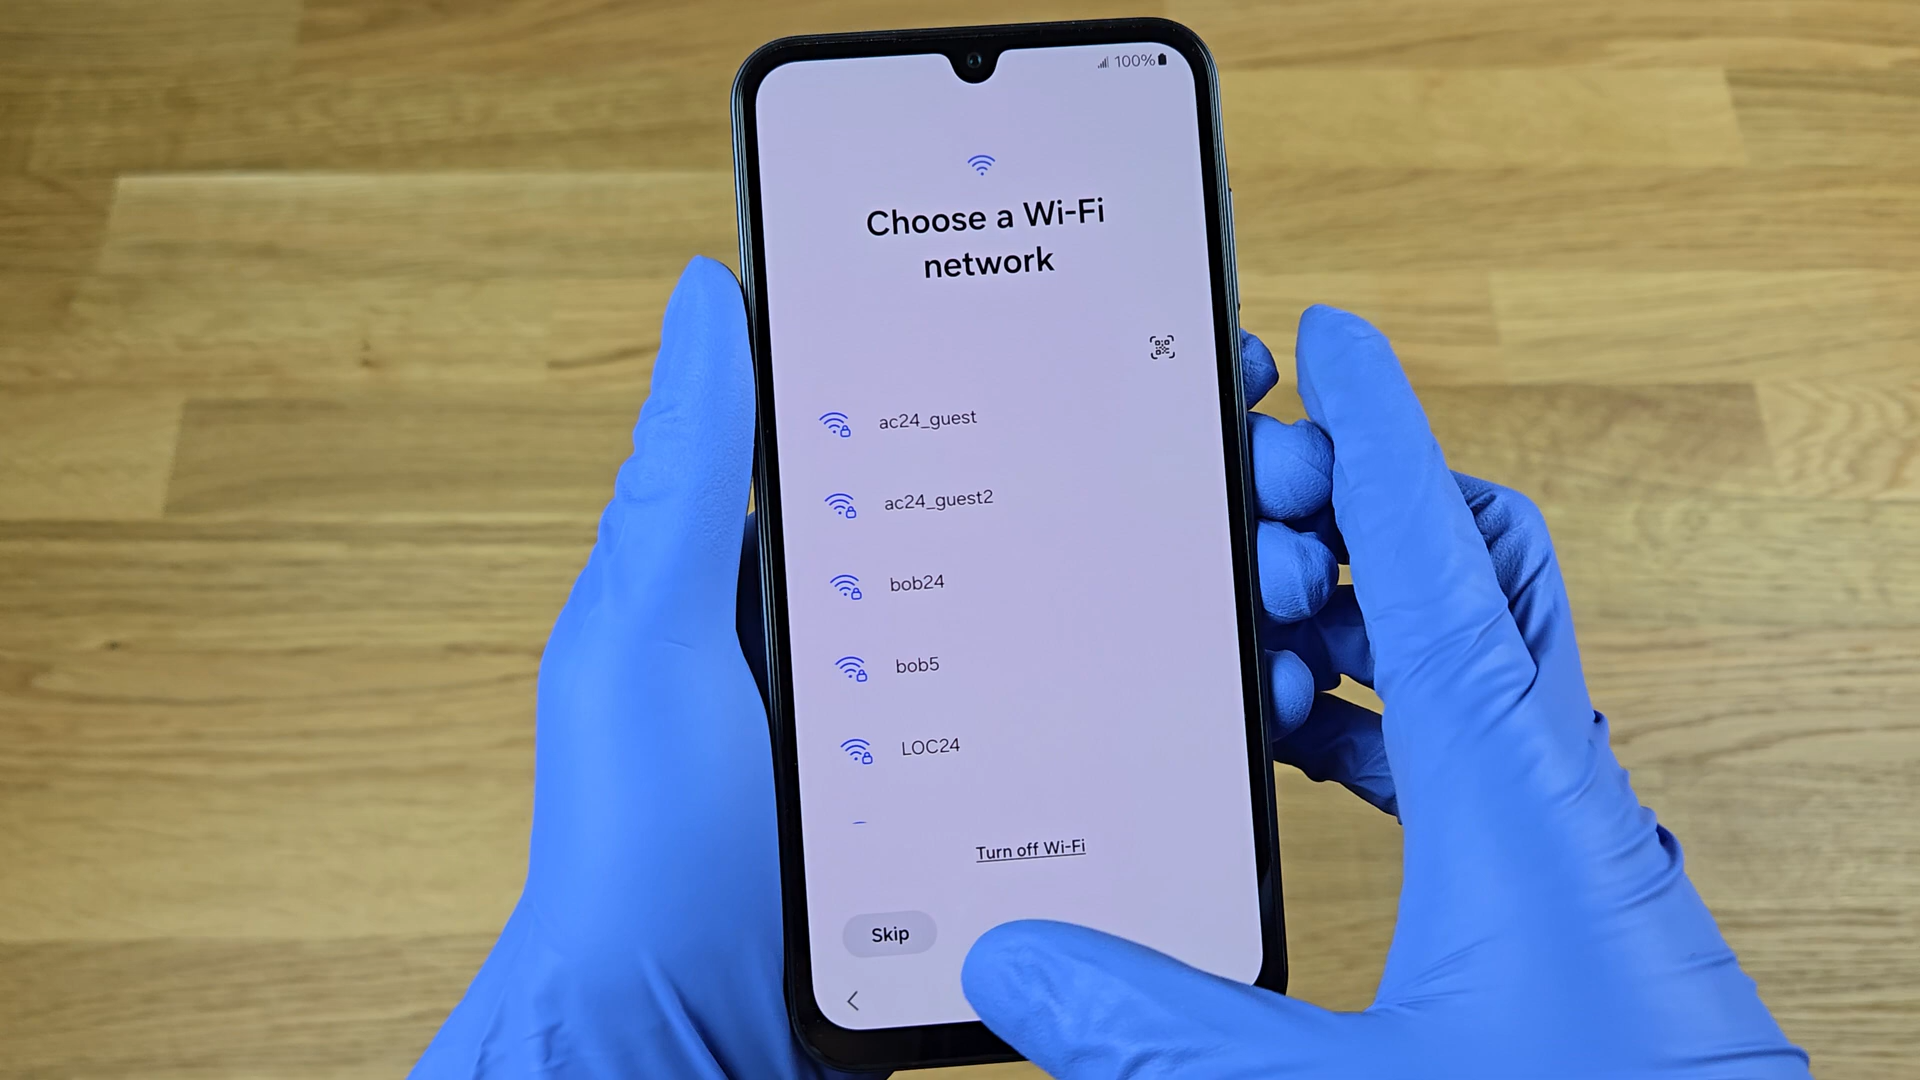 100%
Choose a Wi-Fi
network
ac24_guest
ac24_guest2
bob24
bob5
LOC24
Turn off Wi-Fi
Skip